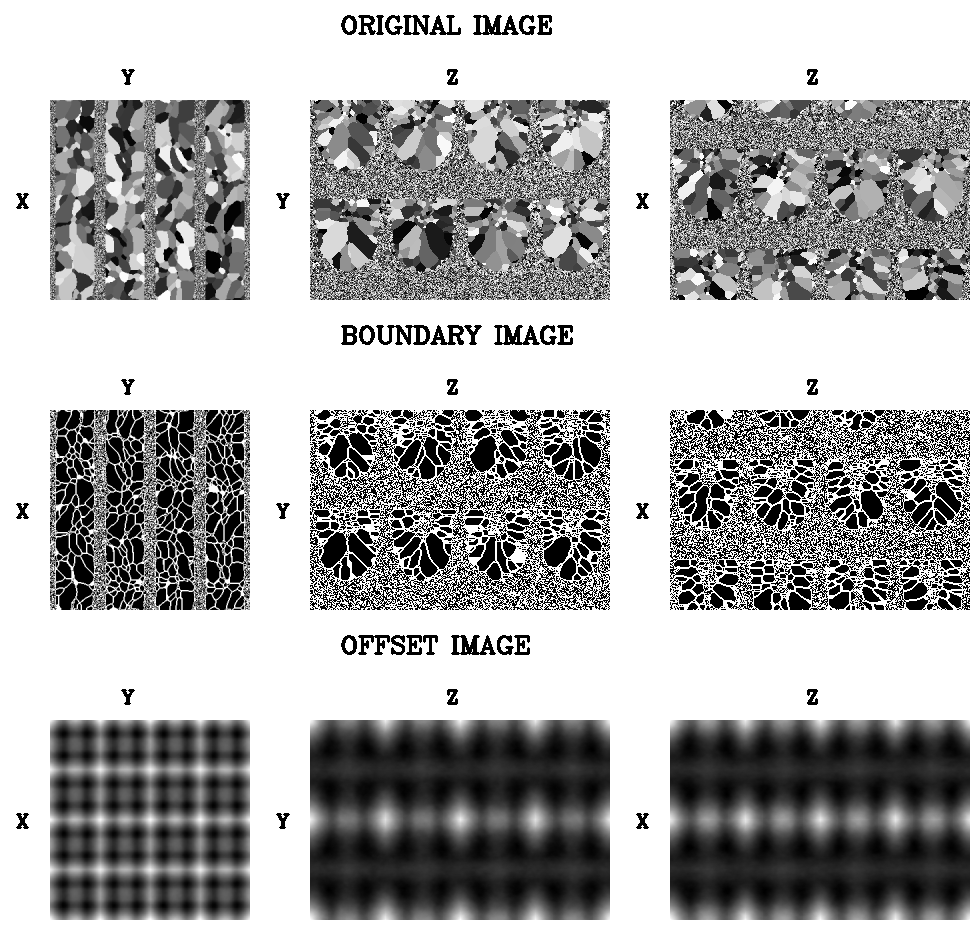 ORIGINAL IMAGE
Y Z Z
X Y X
BOUNDARY IMAGE
Y Z Z
X Y X
OFFSET IMAGE
Y Z Z
X Y X